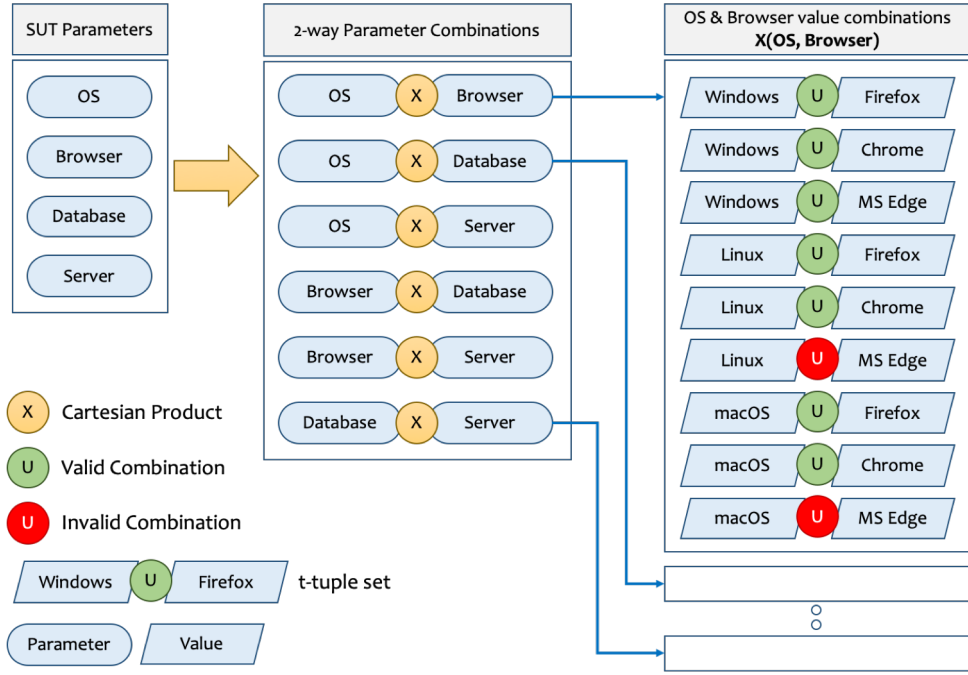 SUT Parameters
OS
Browser
Database
Server
2-way Parameter Combinations
OS X Browser
OS X Database
OS X Server
Browser X Database
Browser X Server
Database X Server
OS & Browser value combinations
X(OS, Browser)
Windows U Firefox
Windows U Chrome
Windows U MS Edge
Linux U Firefox
Linux U Chrome
Linux U MS Edge
macOS U Firefox
macOS U Chrome
macOS U MS Edge
X Cartesian Product
U Valid Combination
U Invalid Combination
Windows U Firefox t-tuple set
Parameter Value